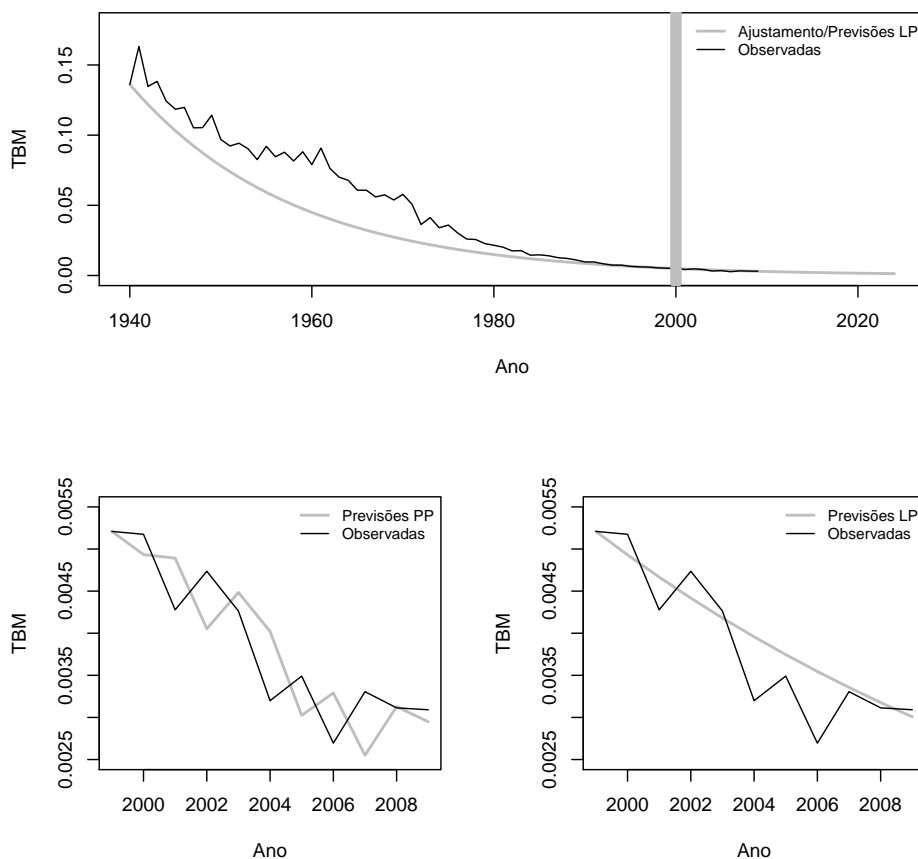 Ajustamento/Previsões LP
Observadas
TBM
0.00 0.05 0.10 0.15
1940 1960 1980 2000 2020
Ano
Previsões PP
Observadas
TBM
0.0025 0.0035 0.0045 0.0055
2000 2002 2004 2006 2008
Ano
Previsões LP
Observadas
TBM
0.0025 0.0035 0.0045 0.0055
2000 2002 2004 2006 2008
Ano